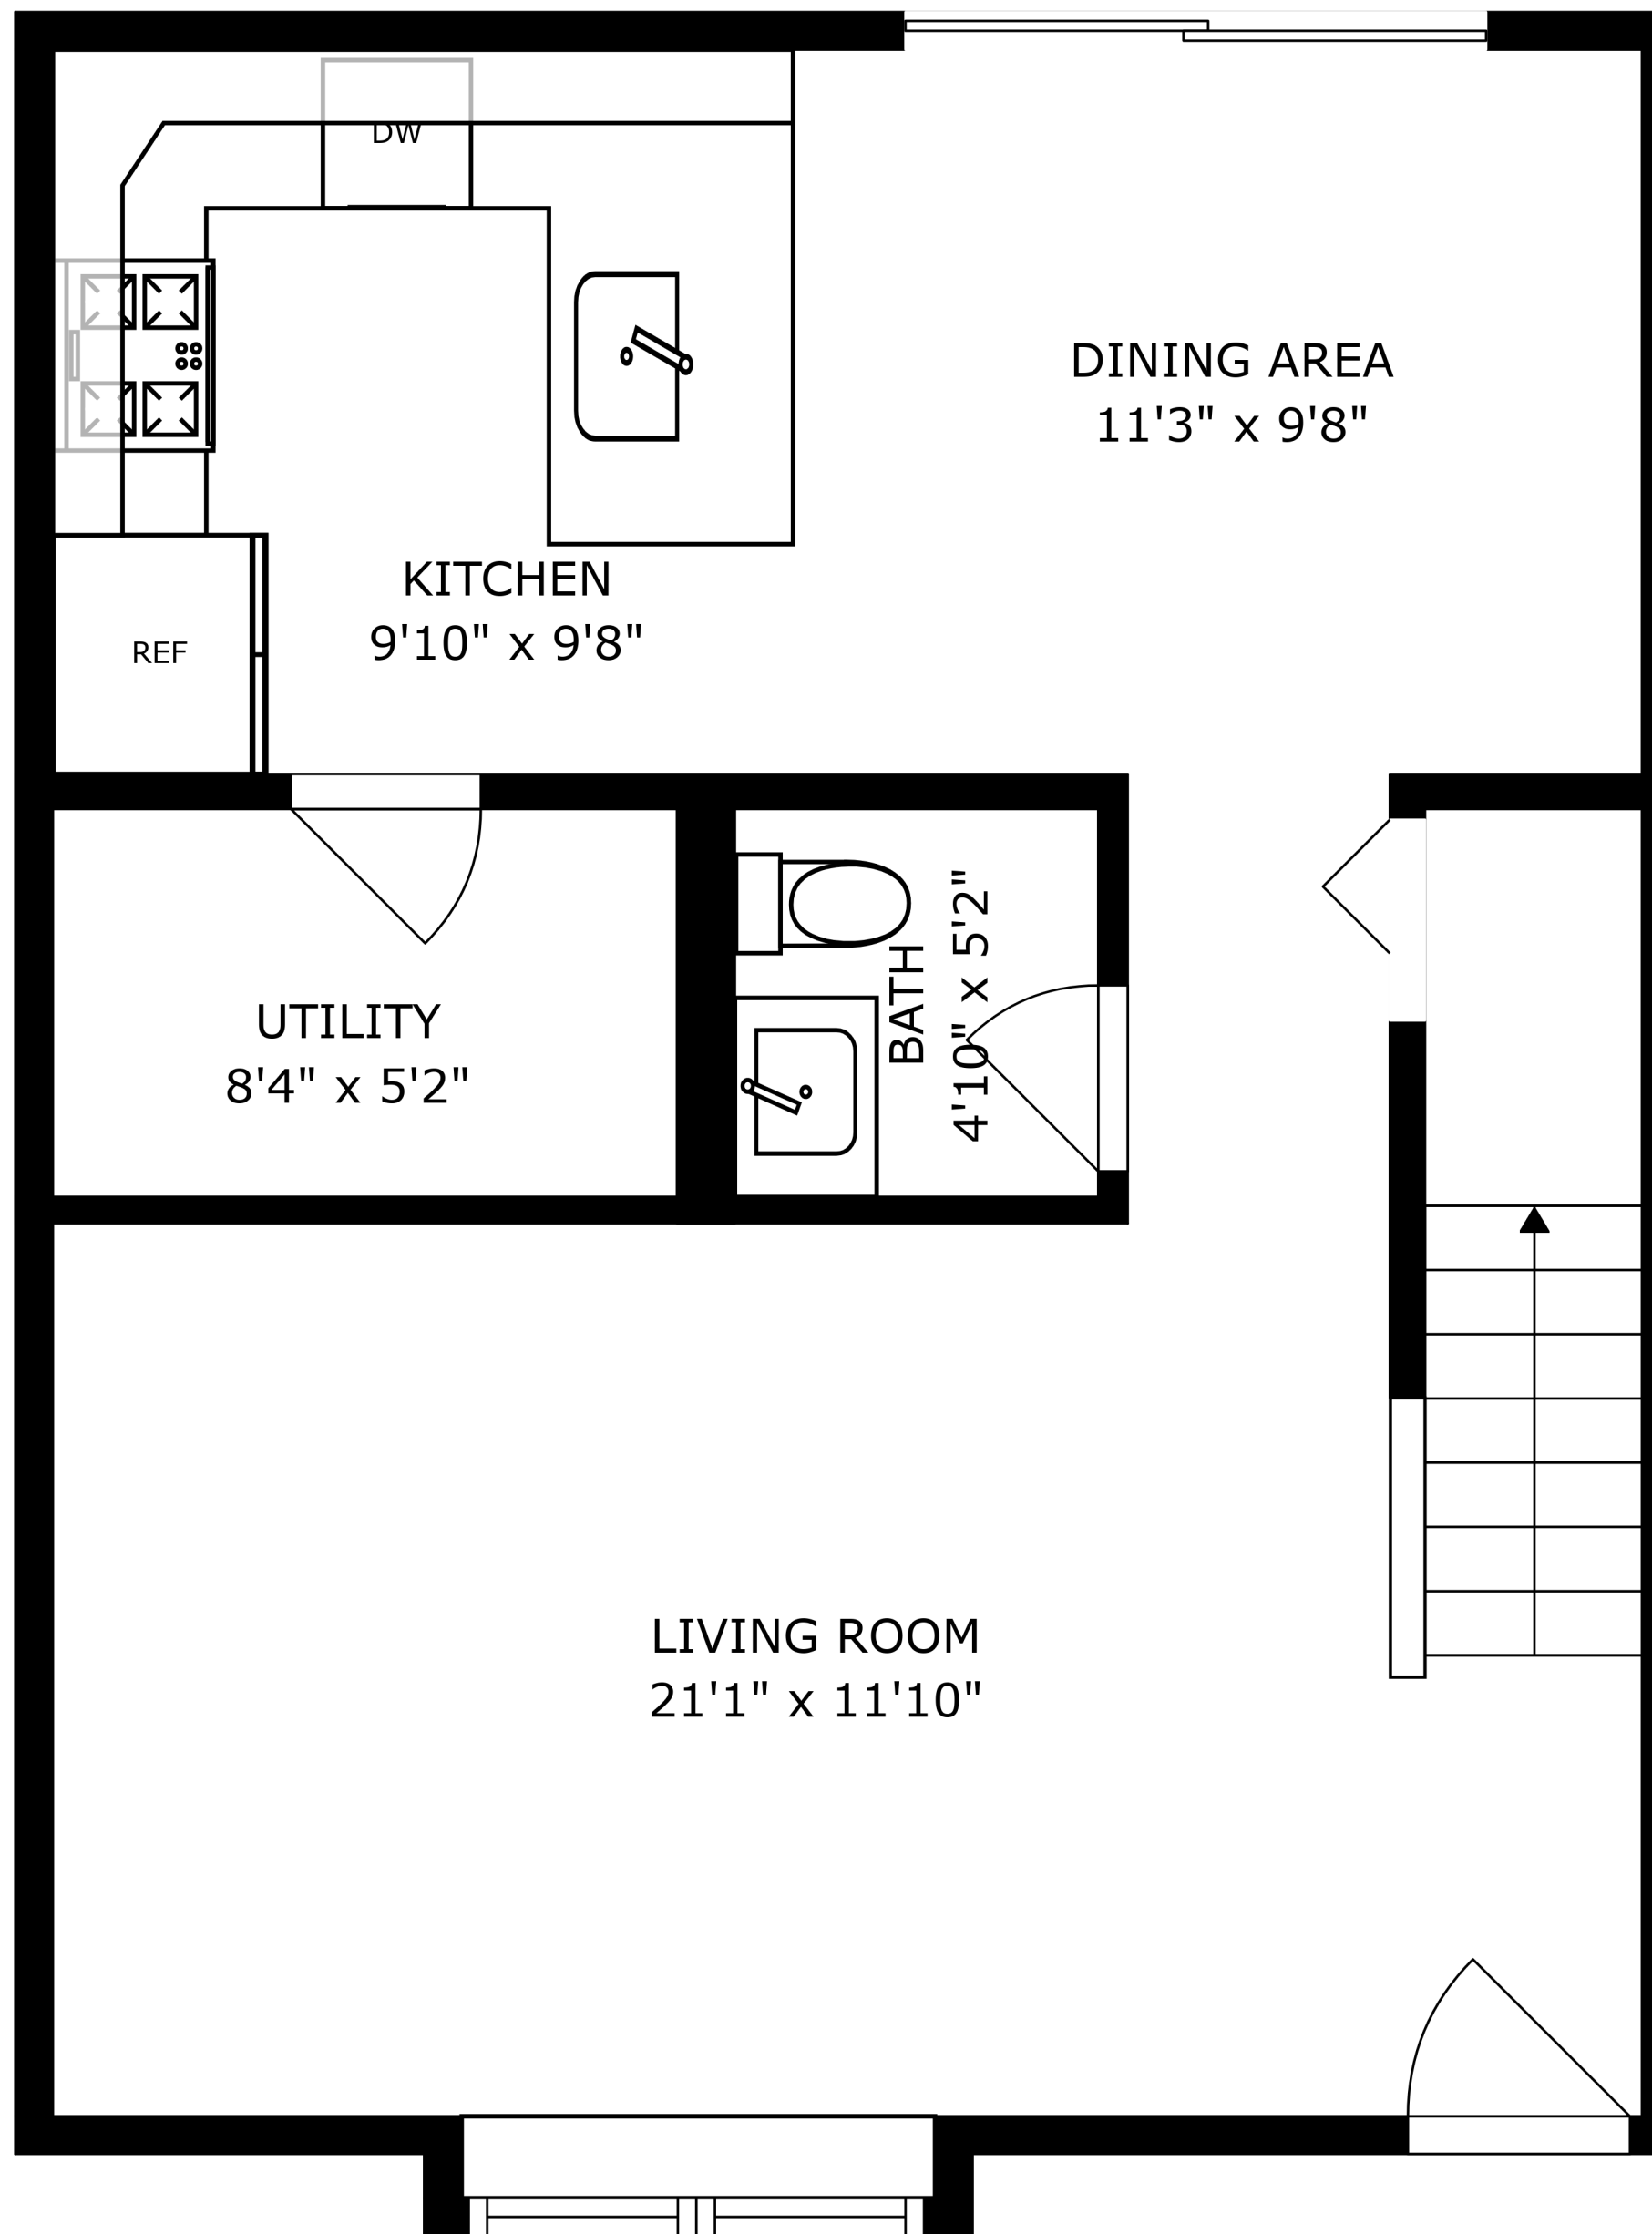 DW
DINING AREA
11'3" x 9'8"
KITCHEN
9'10" x 9'8"
REF
BATH
4'10" x 5'2"
UTILITY
8'4" x 5'2"
LIVING ROOM
21'1" x 11'10"